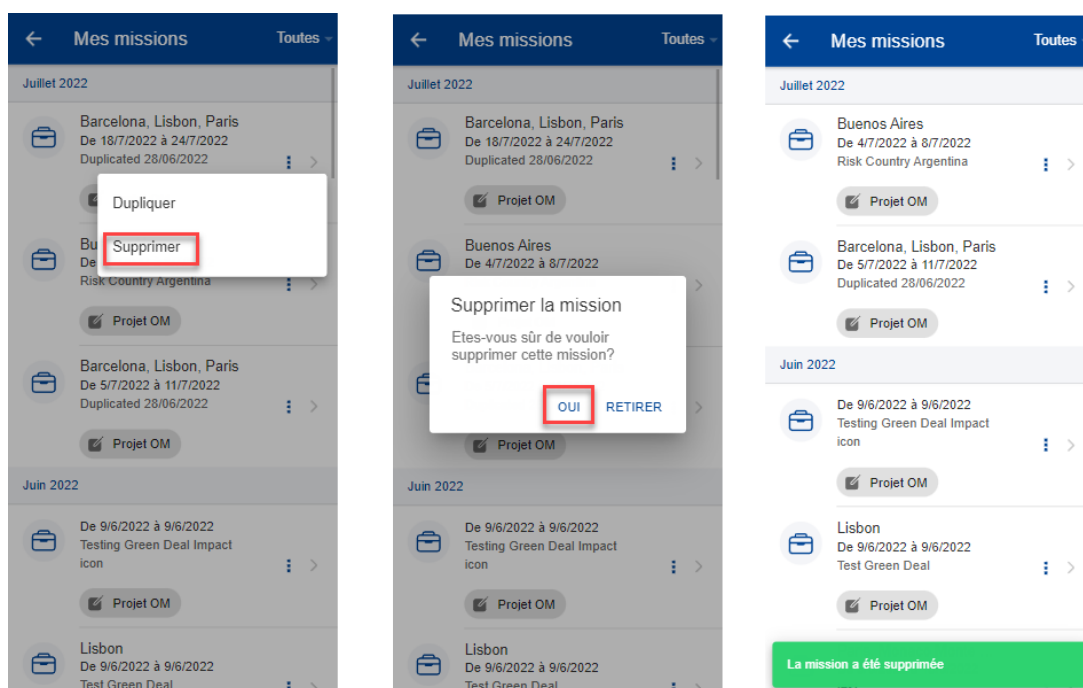 Mes missions
Toutes
Juillet 2022
Barcelona, Lisbon, Paris
De 18/7/2022 à 24/7/2022
Duplicated 28/06/2022
Dupliquer
Bu
Supprimer
De
Risk Country Argentina
Projet OM
Barcelona, Lisbon, Paris
De 5/7/2022 à 11/7/2022
Duplicated 28/06/2022
Projet OM
Juin 2022
De 9/6/2022 à 9/6/2022
Testing Green Deal Impact
icon
Projet OM
Lisbon
De 9/6/2022 à 9/6/2022
Test Green Deal
Mes missions
Toutes
Juillet 2022
Barcelona, Lisbon, Paris
De 18/7/2022 à 24/7/2022
Duplicated 28/06/2022
Projet OM
Buenos Aires
De 4/7/2022 à 8/7/2022
Supprimer la mission
Etes-vous sûr de vouloir
supprimer cette mission?
OUI
RETIRER
Projet OM
Juin 2022
De 9/6/2022 à 9/6/2022
Testing Green Deal Impact
icon
Projet OM
Lisbon
De 9/6/2022 à 9/6/2022
Test Green Deal
Mes missions
Toutes
Juillet 2022
Buenos Aires
De 4/7/2022 à 8/7/2022
Risk Country Argentina
Projet OM
Barcelona, Lisbon, Paris
De 5/7/2022 à 11/7/2022
Duplicated 28/06/2022
Projet OM
Juin 2022
De 9/6/2022 à 9/6/2022
Testing Green Deal Impact
icon
Projet OM
Lisbon
De 9/6/2022 à 9/6/2022
Test Green Deal
Projet OM
La mission a été supprimée